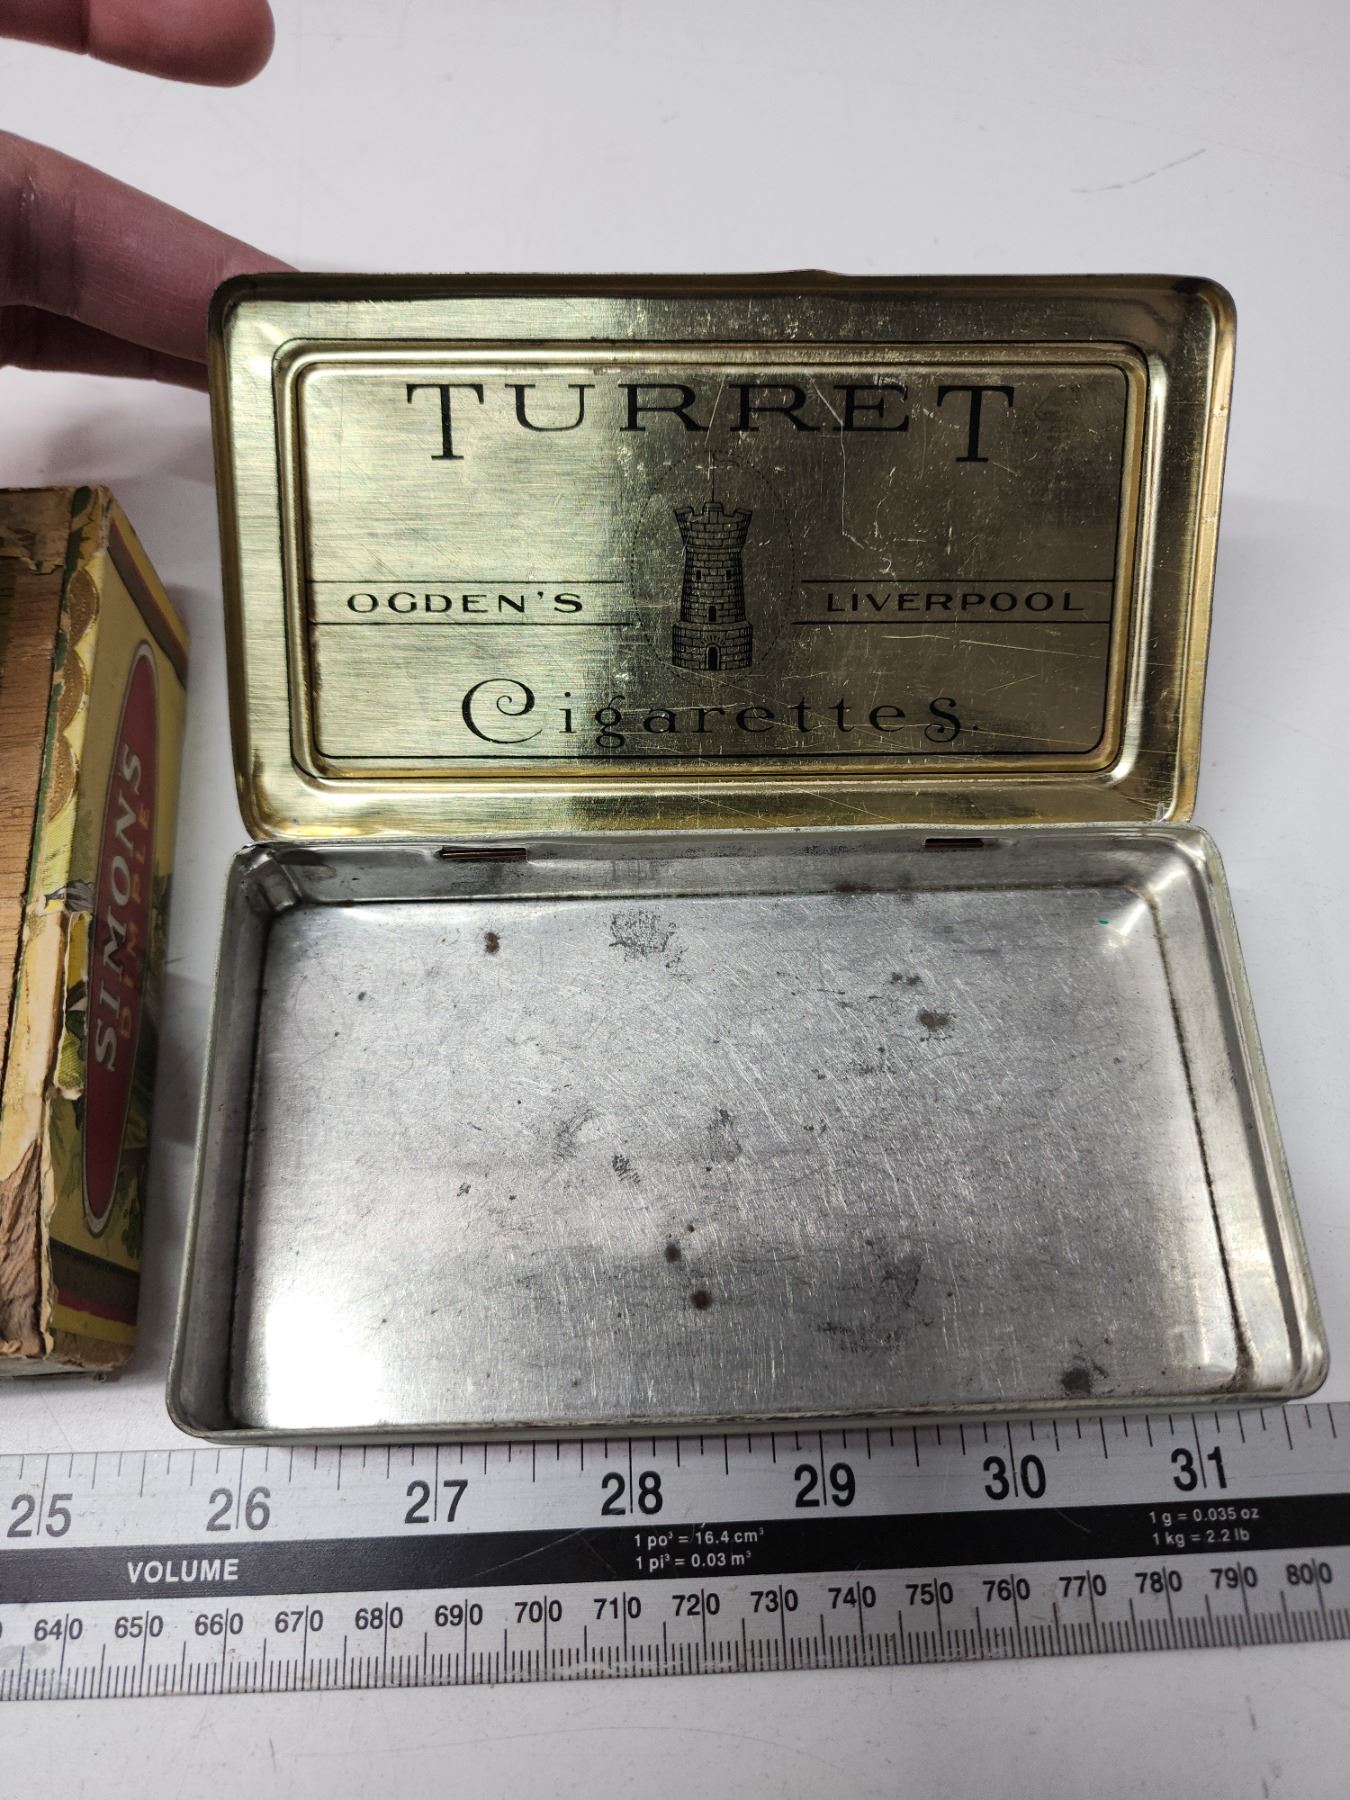 TURRET
OGDEN'S LIVERPOOL
Cigarettes.
SIMONS
DIMPLE
25 26 27 28 29 30 31
VOLUME
1 po³ = 16.4 cm³
1 pi³ = 0.03 m³
1 g = 0.035 oz
1 kg = 2.2 lb
640 650 660 670 680 690 700 710 720 730 740 750 760 770 780 790 800